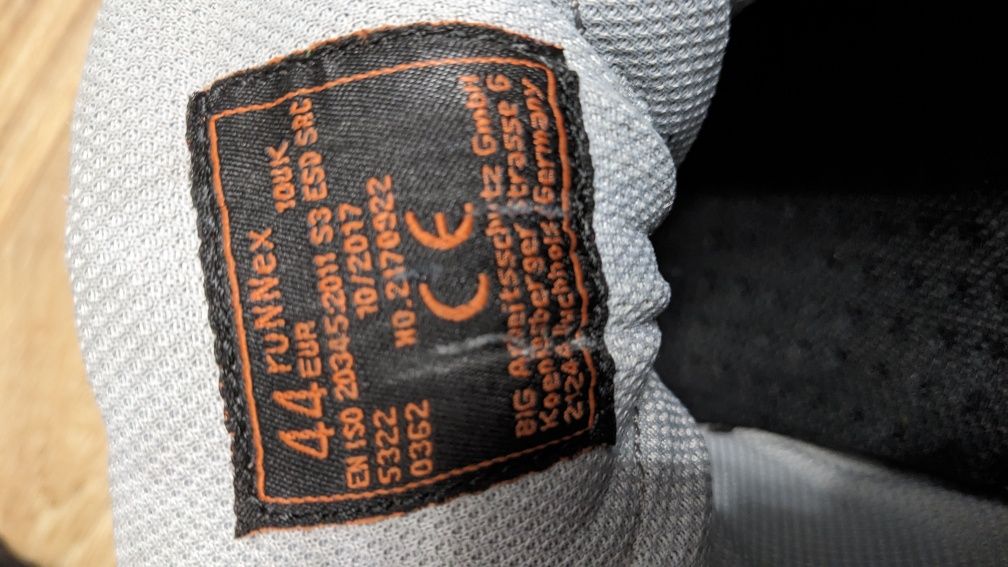 44 ruNNex
EUR 10UK
EN ISO 20345:2011 S3 ESD SRC
5322 10/2017
0362 NO.2170922
CE
BIG Arbeitsschutz GmbH
Koenigsberger Strasse 6
21244 Buchholz Germany